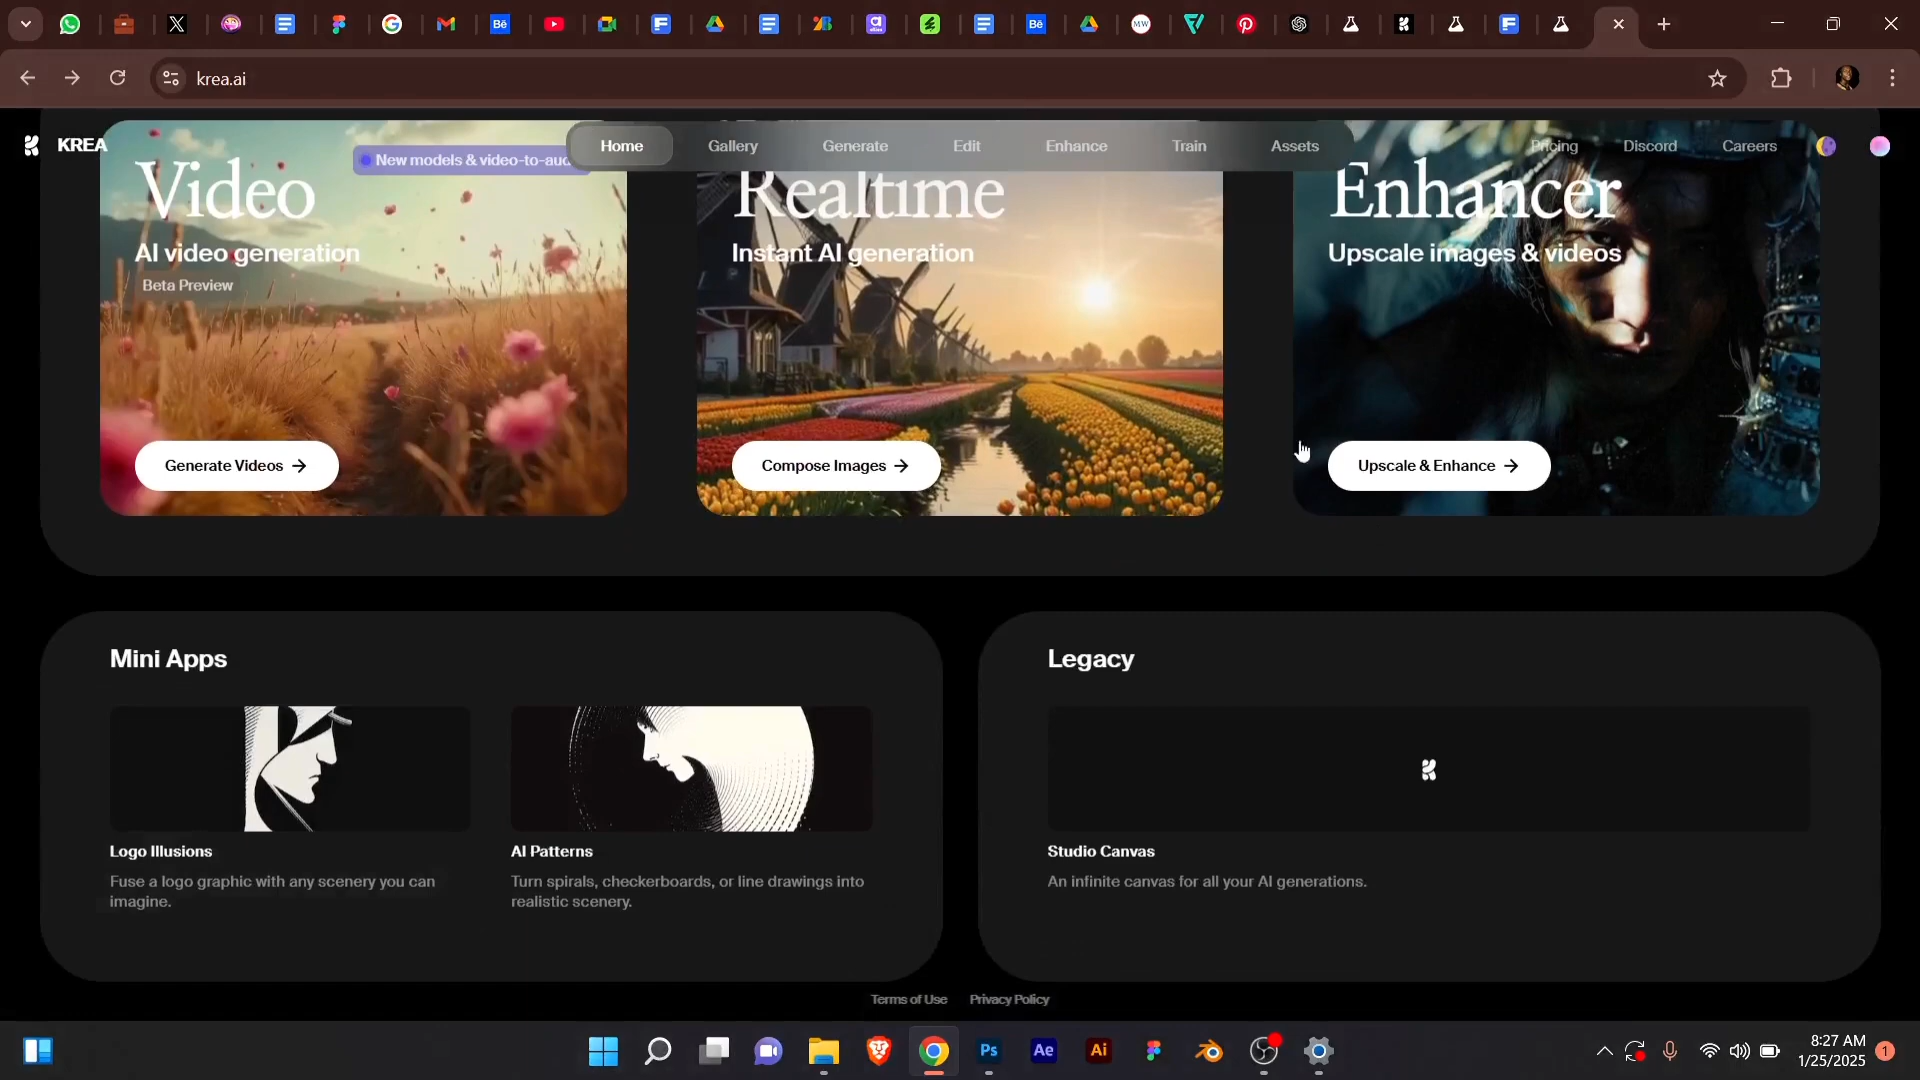 krea.ai
KREA
Home
Gallery
Generate
Edit
Enhance
Train
Assets
Pricing
Discord
Careers
Video
New models & video-to-aud
AI video generation
Beta Preview
Generate Videos →
Realtime
Instant AI generation
Compose Images →
Enhancer
Upscale images & videos
Upscale & Enhance →
Mini Apps
Logo Illusions
Fuse a logo graphic with any scenery you can
imagine.
AI Patterns
Turn spirals, checkerboards, or line drawings into
realistic scenery.
Legacy
Studio Canvas
An infinite canvas for all your AI generations.
Terms of Use
Privacy Policy
Ps
Ae
Ai
8:27 AM
1/25/2025
1